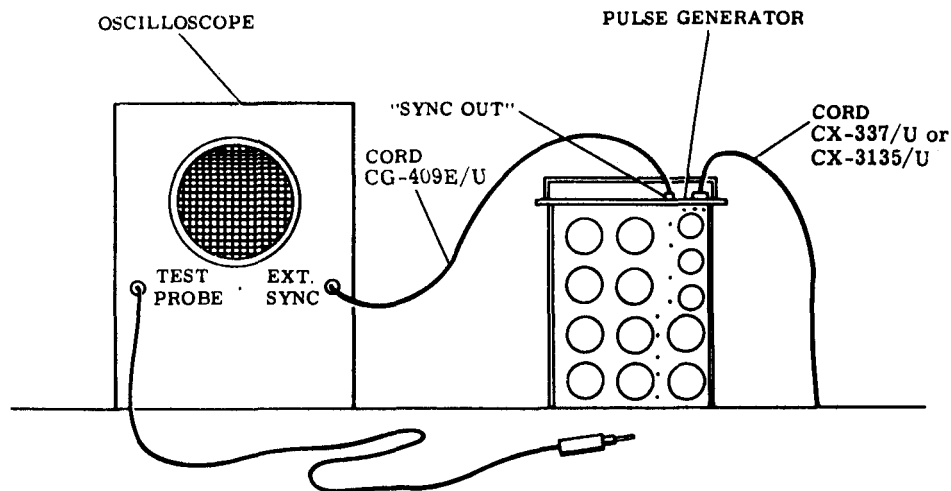 OSCILLOSCOPE
PULSE GENERATOR
"SYNC OUT"
CORD
CG-409E/U
CORD
CX-337/U or
CX-3135/U
TEST
PROBE
EXT.
SYNC